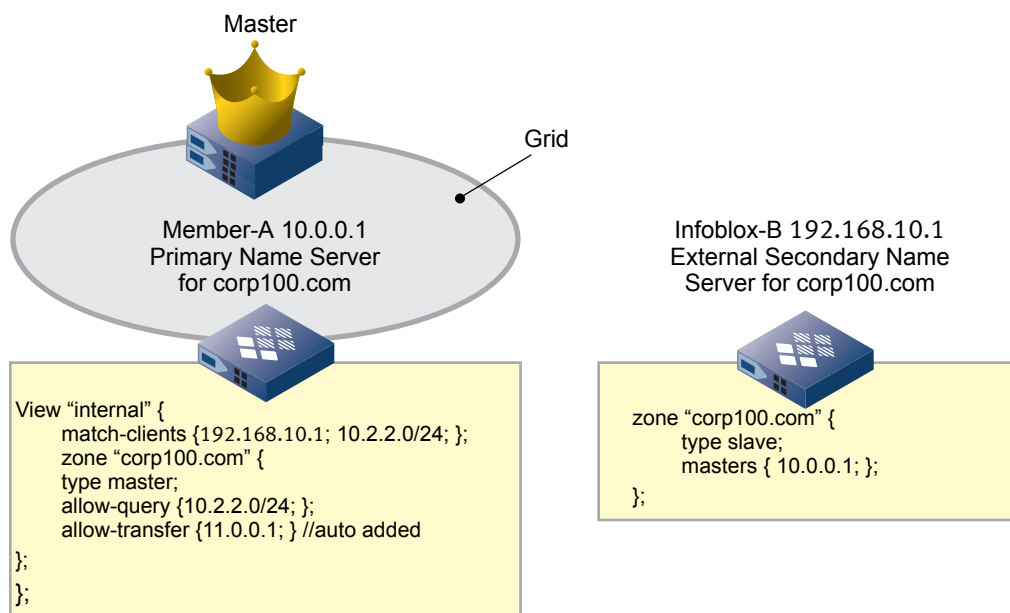 Master
Grid
Member-A 10.0.0.1
Primary Name Server
for corp100.com
Infoblox-B 192.168.10.1
External Secondary Name
Server for corp100.com
View “internal” {
match-clients {192.168.10.1; 10.2.2.0/24; };
zone “corp100.com” {
type master;
allow-query {10.2.2.0/24; };
allow-transfer {11.0.0.1; } //auto added
};
};
zone “corp100.com” {
type slave;
masters { 10.0.0.1; };
};